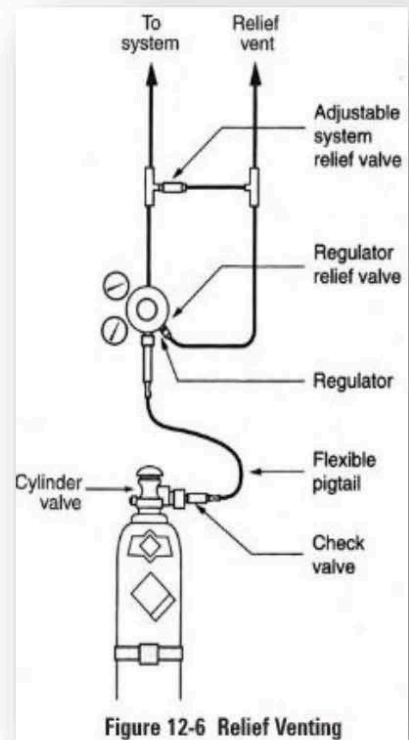 To
system
Relief
vent
Adjustable
system
relief valve
Regulator
relief valve
Regulator
Flexible
pigtail
Cylinder
valve
Check
valve
Figure 12-6 Relief Venting